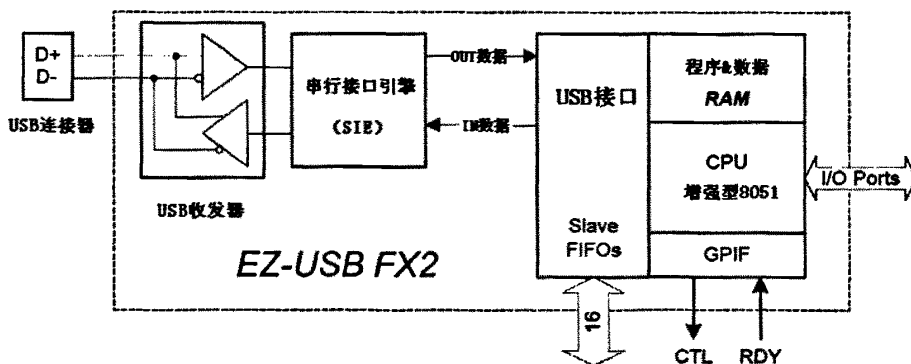 D+
D-
USB连接器
USB收发器
串行接口引擎
(SIE)
OUT数据
IN数据
USB接口
Slave
FIFOs
程序&数据
RAM
CPU
增强型8051
GPIF
I/O Ports
EZ-USB FX2
16
CTL
RDY